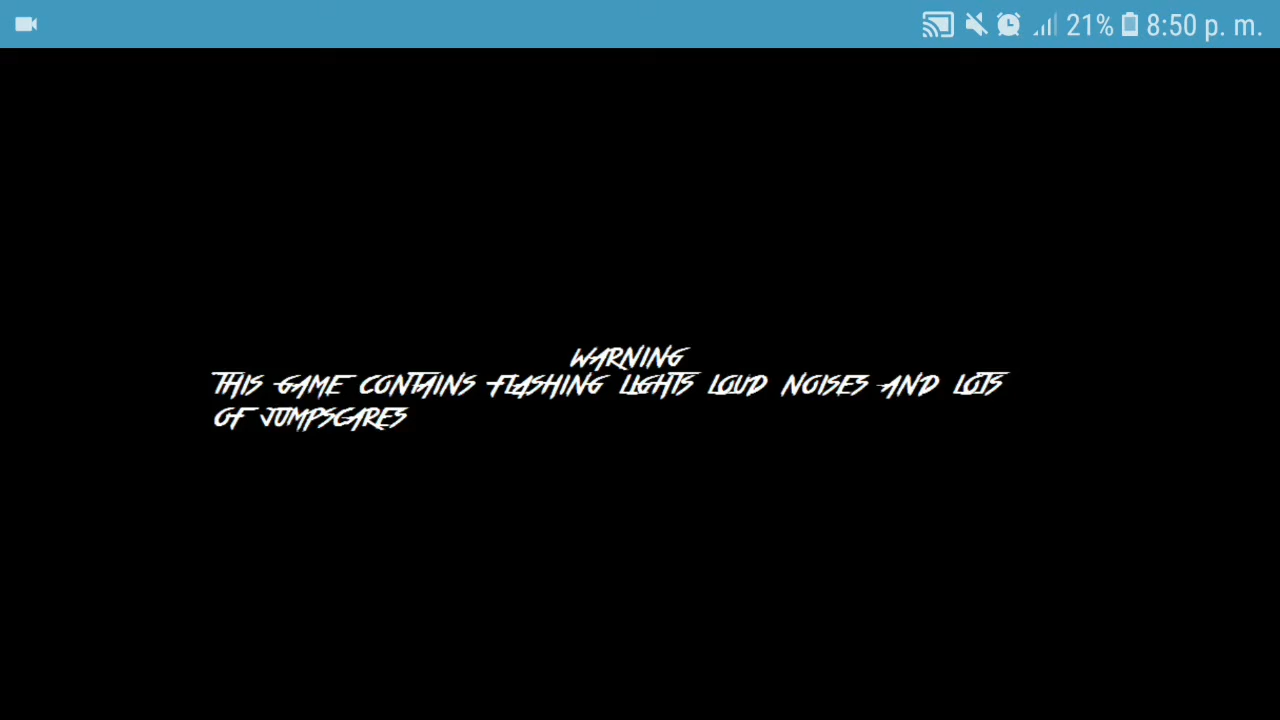 21% 8:50 p. m.
WARNING
THIS GAME CONTAINS FLASHING LIGHTS LOUD NOISES AND LOTS
OF JUMPSCARES